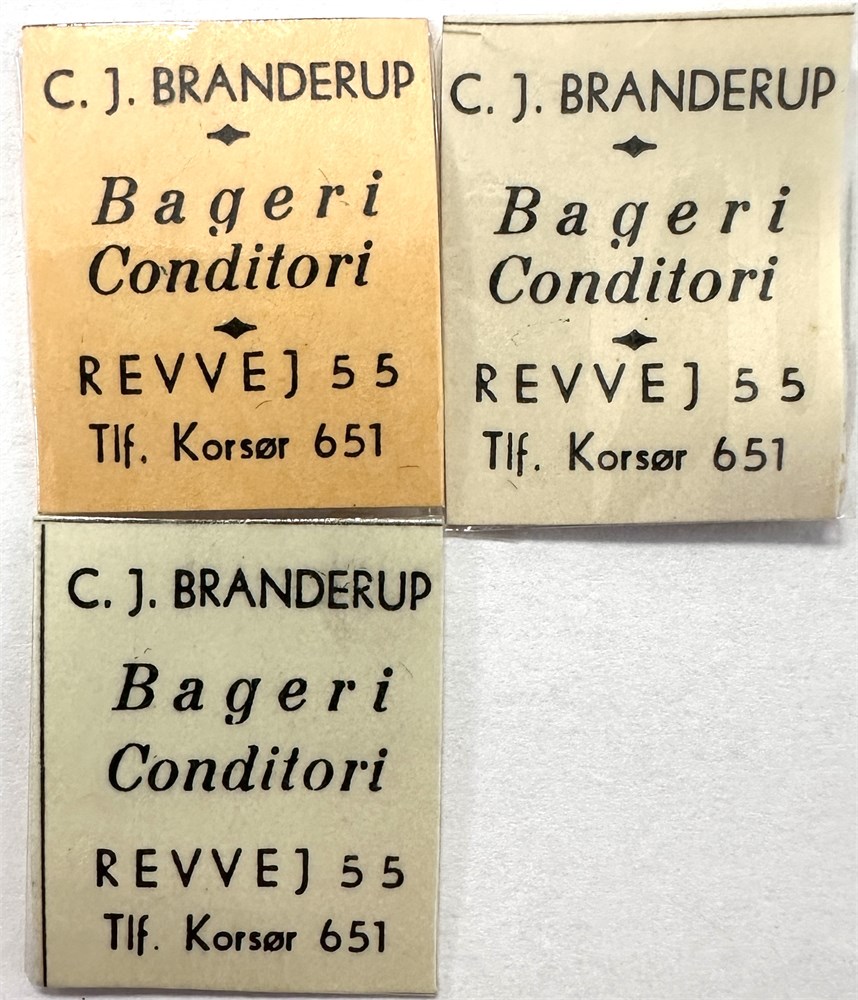 C. J. BRANDERUP
Bageri
Conditori
REVVEJ 55
Tlf. Korsør 651
C. J. BRANDERUP
Bageri
Conditori
REVVEJ 55
Tlf. Korsør 651
C. J. BRANDERUP
Bageri
Conditori
REVVEJ 55
Tlf. Korsør 651